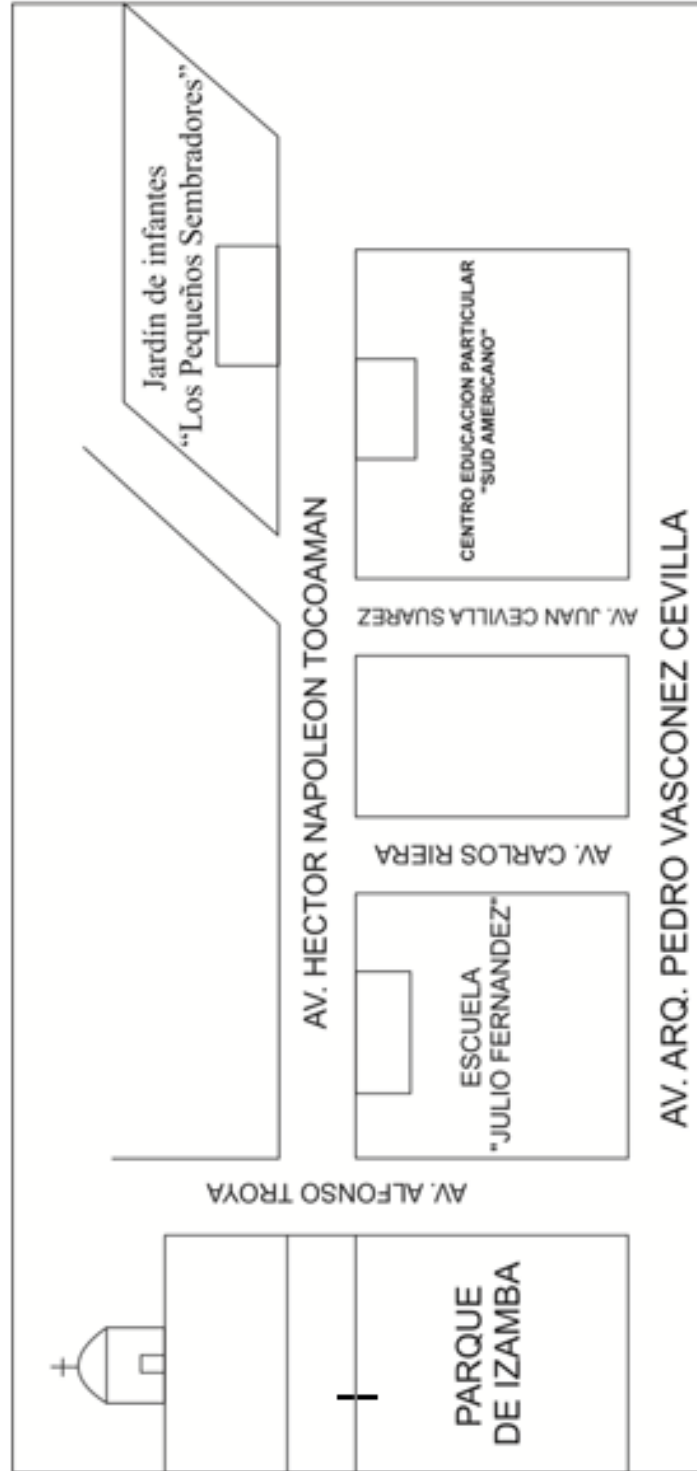 Jardín de infantes
“Los Pequeños Sembradores”
AV. HECTOR NAPOLEON TOCOAMAN
CENTRO EDUCACION PARTICULAR
"SUD AMERICANO"
AV. JUAN CEVILLA SUAREZ
AV. CARLOS RIERA
ESCUELA
"JULIO FERNANDEZ"
AV. ALFONSO TROYA
PARQUE
DE IZAMBA
AV. ARQ. PEDRO VASCONEZ CEVILLA